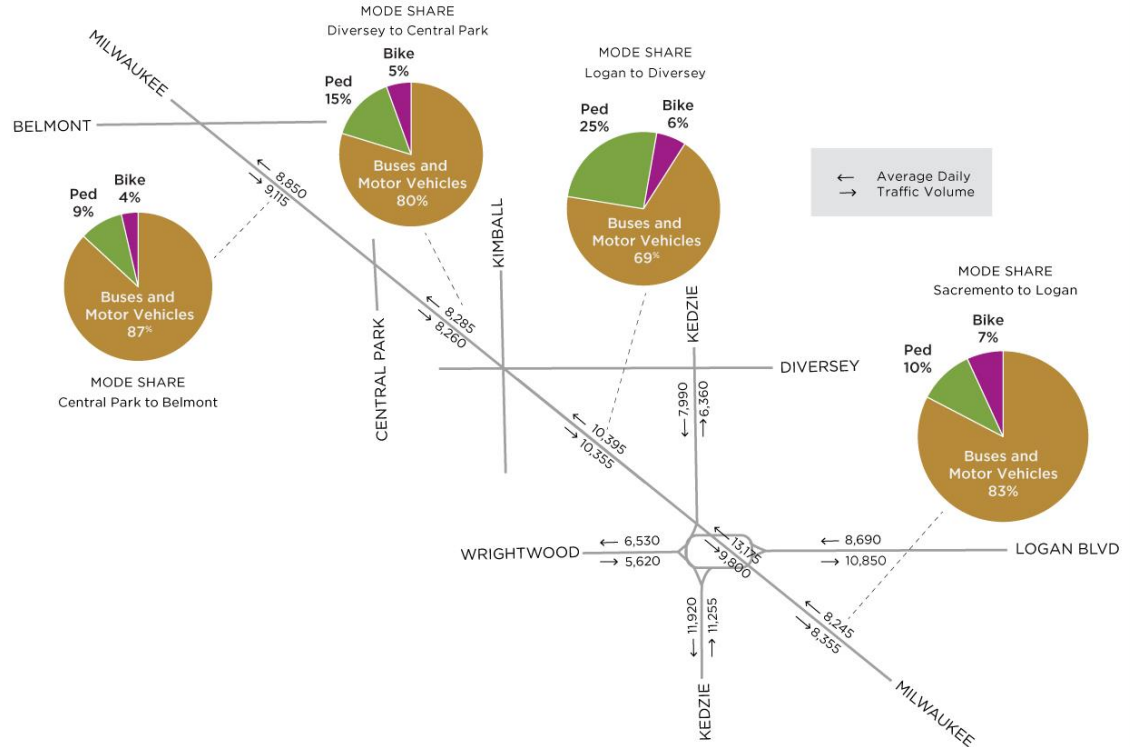 MODE SHARE
Diversey to Central Park
Bike
5%
Ped
15%
Buses and
Motor Vehicles
80%
MODE SHARE
Logan to Diversey
Ped
25%
Bike
6%
Buses and
Motor Vehicles
69%
MILWAUKEE
BELMONT
← 8,850
→ 9,115
← Average Daily
→ Traffic Volume
Ped
9%
Bike
4%
Buses and
Motor Vehicles
87%
MODE SHARE
Central Park to Belmont
KIMBALL
CENTRAL PARK
← 8,285
→ 8,260
KEDZIE
DIVERSEY
← 7,990
→ 6,360
← 10,395
→ 10,355
MODE SHARE
Sacremento to Logan
Bike
7%
Ped
10%
Buses and
Motor Vehicles
83%
WRIGHTWOOD
← 6,530
→ 5,620
← 13,175
→ 9,800
← 8,690
→ 10,850
LOGAN BLVD
← 11,920
→ 11,255
KEDZIE
← 8,245
→ 8,355
MILWAUKEE